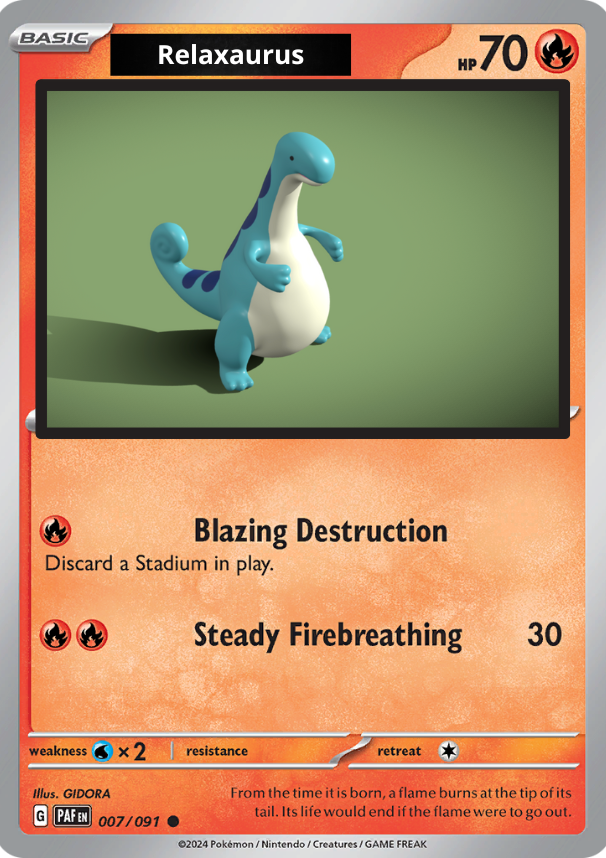 BASIC
Relaxaurus
HP 70
Blazing Destruction
Discard a Stadium in play.
Steady Firebreathing 30
weakness ×2 resistance retreat
Illus. GIDORA
From the time it is born, a flame burns at the tip of its
tail. Its life would end if the flame were to go out.
G PAF EN 007/091
©2024 Pokémon / Nintendo / Creatures / GAME FREAK